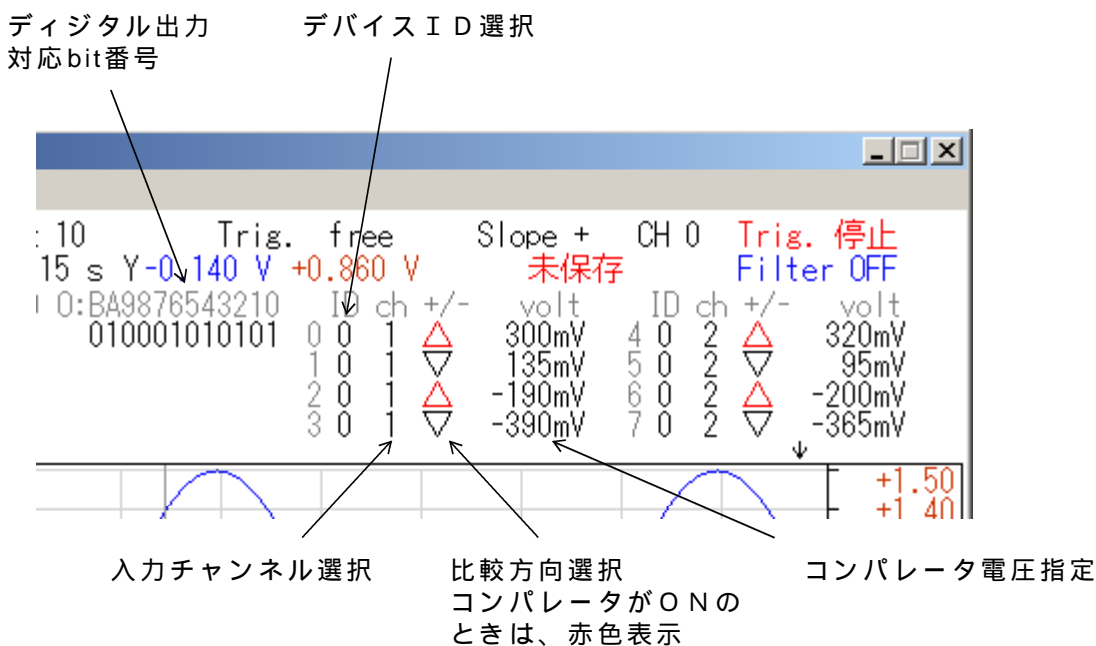 ディジタル出力
対応bit番号
デバイスＩＤ選択
: 10 Trig. free Slope + CH 0 Trig. 停止
15 s Y-0.140 V +0.860 V 未保存 Filter OFF
O:BA9876543210 ID ch +/- volt ID ch +/- volt
010001010101 0 0 1 △ 300mV 4 0 2 △ 320mV
1 0 1 ▽ 135mV 5 0 2 ▽ 95mV
2 0 1 △ -190mV 6 0 2 △ -200mV
3 0 1 ▽ -390mV 7 0 2 ▽ -365mV
+1.50
+1.40
入力チャンネル選択
比較方向選択
コンパレータがＯＮの
ときは、赤色表示
コンパレータ電圧指定